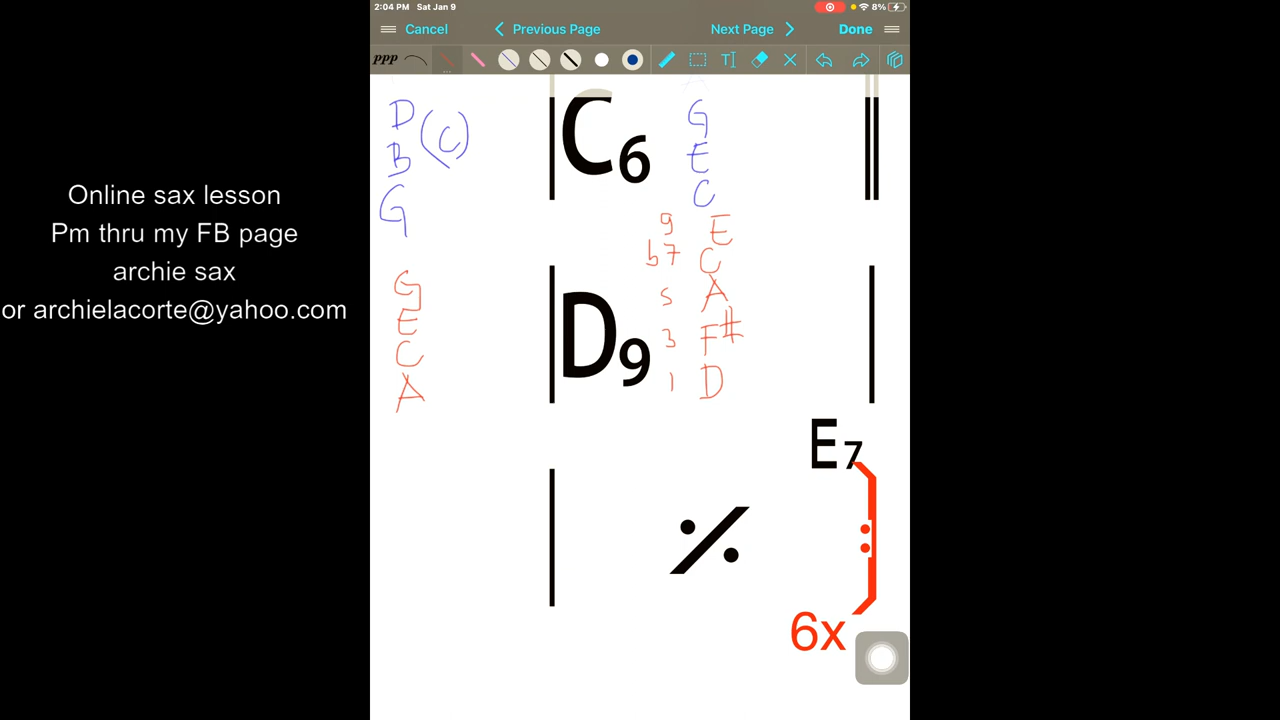 2:04 PM Sat Jan 9 8%
Cancel Previous Page Next Page Done
ppp T
Online sax lesson
Pm thru my FB page
archie sax
or archielacorte@yahoo.com
D
B (C)
G
C6
G
E
C
G
E
C
A
D9
9 E
b7 C
5 A
3 F#
1 D
E7
6x